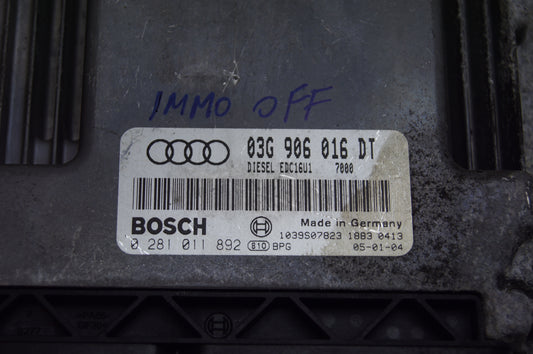 IMMO OFF
03G 906 016 DT
DIESEL EDC16U1 7000
BOSCH
Made in Germany
0 281 011 892 810 BPG
1039S07823 1883 0413
05-01-04